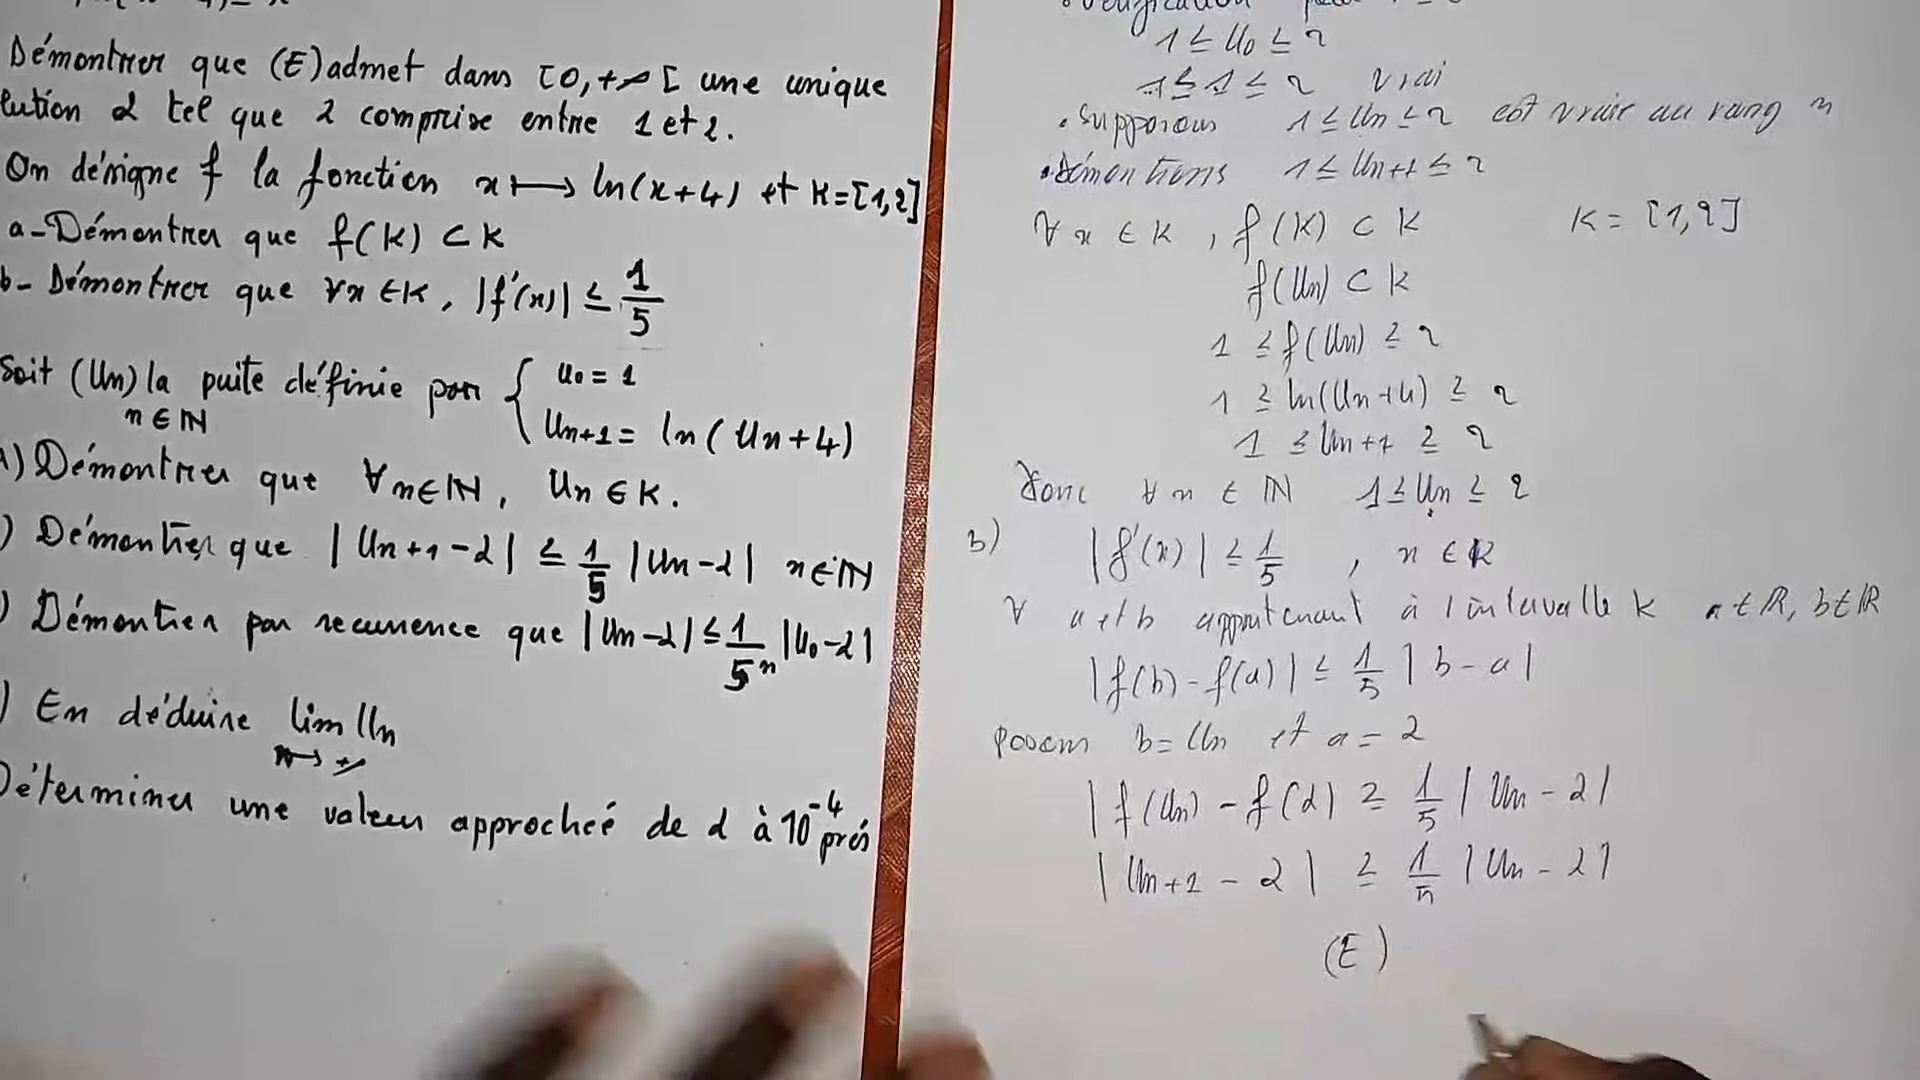 Démontrer que (E) admet dans [0,+∞[ une unique
lution α tel que α comprise entre 1 et 2.
On désigne f la fonction x ⟼ ln(x+4) et K=[1,2]
a-Démontrer que f(K) ⊂ K
b- Démontrer que ∀x ∈ K, |f'(x)| ≤ 1/5
Soit (Un) la suite définie par { U0 = 1
n ∈ ℕ
Un+1 = ln(Un+4)
) Démontrer que ∀n∈ℕ, Un ∈ K.
) Démontrer que |Un+1-α| ≤ 1/5 |Un-α| n∈ℕ
) Démontrer par recurrence que |Un-α| ≤ 1/5^n |U0-α|
) En déduire lim Un
n→+∞
Déterminer une valeur approcheé de α à 10^-4 prés
1 ≤ U0 ≤ 2
1 ≤ 1 ≤ 2 vrai
. supposons 1 ≤ Un ≤ 2 est vraie au rang n
. démontrons 1 ≤ Un+1 ≤ 2
∀ x ∈ K , f(K) ⊂ K K = [1,2]
f(Un) ⊂ K
1 ≤ f(Un) ≤ 2
1 ≤ ln(Un+4) ≤ 2
1 ≤ Un+1 ≤ 2
Donc ∀ n ∈ ℕ 1 ≤ Un ≤ 2
B) |f'(x)| ≤ 1/5 , x ∈ K
∀ a et b appartenant à l intervalle K a ∈ ℝ, b ∈ ℝ
|f(b) - f(a)| ≤ 1/5 |b - a|
posons b = Un et a = α
|f(Un) - f(α)| ≤ 1/5 |Un - α|
|Un+1 - α| ≤ 1/5 |Un - α|
(E)